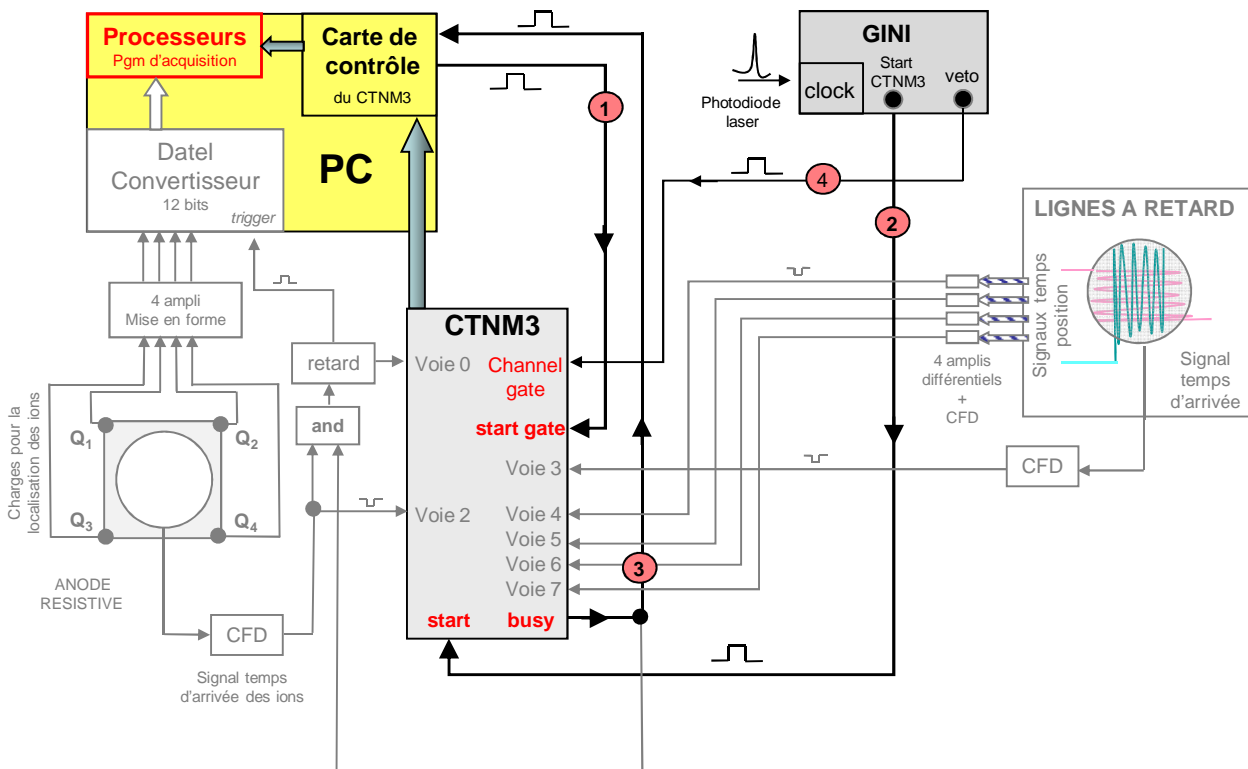 Processeurs
Pgm d'acquisition
Carte de
contrôle
du CTNM3
PC
Datel
Convertisseur
12 bits
trigger
1
GINI
Start
CTNM3
veto
clock
Photodiode
laser
4
2
LIGNES A RETARD
Signaux temps
position
Signal
temps
d'arrivée
4 amplis
différentiels
+
CFD
4 ampli
Mise en forme
retard
and
CTNM3
Voie 0
Channel
gate
start gate
Voie 3
Voie 2
Voie 4
Voie 5
Voie 6
Voie 7
start
busy
3
CFD
Charges pour la
localisation des ions
Q1
Q2
Q3
Q4
ANODE
RESISTIVE
CFD
Signal temps
d'arrivée des ions